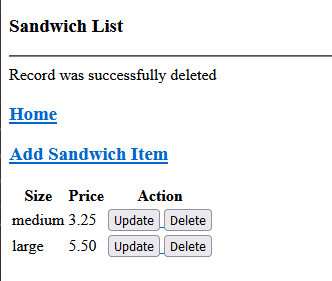 Sandwich List
Record was successfully deleted
Home
Add Sandwich Item
Size Price Action
medium 3.25 Update Delete
large 5.50 Update Delete